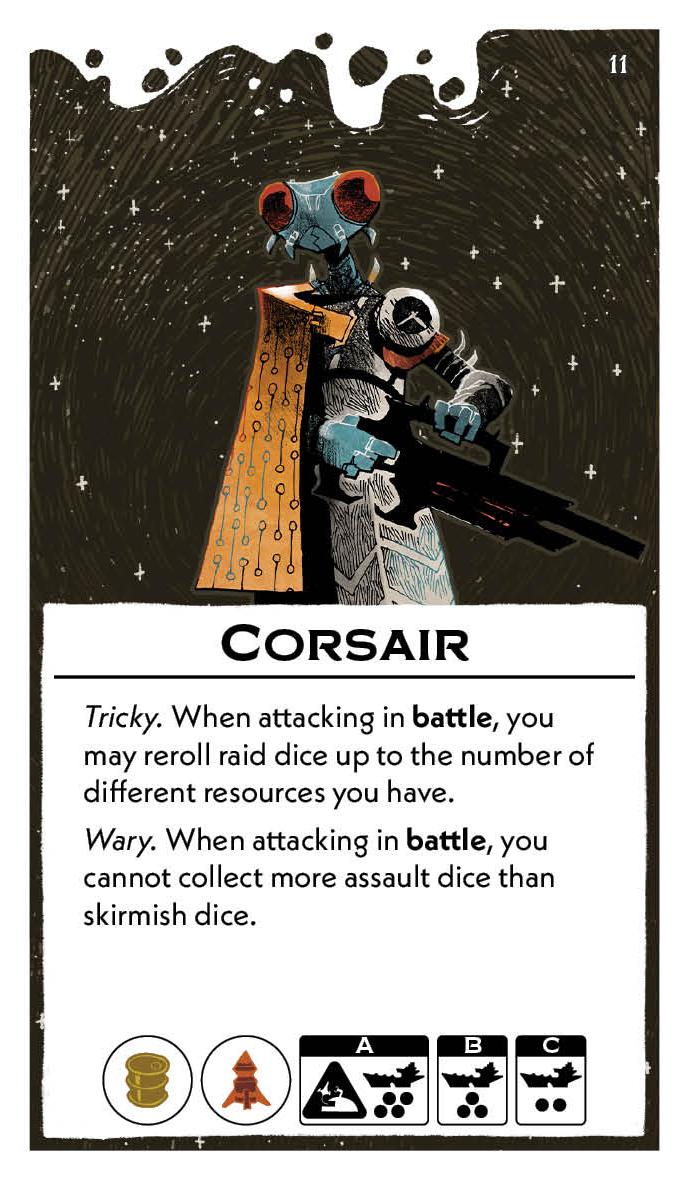 11
Corsair
Tricky. When attacking in battle, you
may reroll raid dice up to the number of
different resources you have.
Wary. When attacking in battle, you
cannot collect more assault dice than
skirmish dice.
A B C